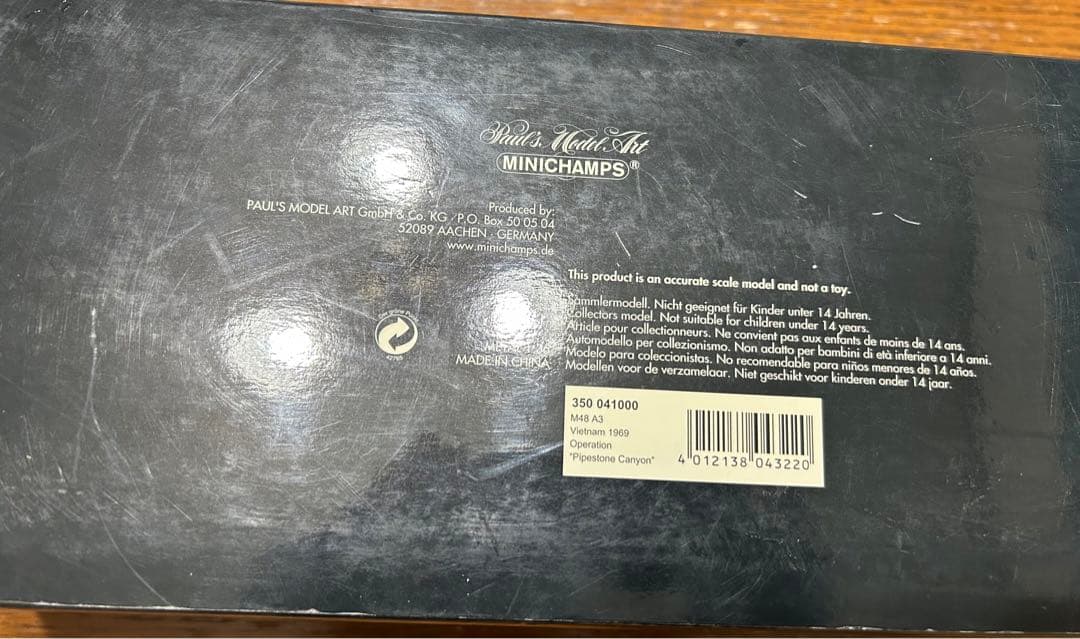 Paul's Model Art
MINICHAMPS®
Produced by:
PAUL'S MODEL ART GmbH & Co. KG · P.O. Box 50 05 04
52089 AACHEN · GERMANY
www.minichamps.de
MADE IN CHINA
This product is an accurate scale model and not a toy.
Sammlermodell. Nicht geeignet für Kinder unter 14 Jahren.
Collectors model. Not suitable for children under 14 years.
Article pour collectionneurs. Ne convient pas aux enfants de moins de 14 ans.
Automodello per collezionismo. Non adatto per bambini di età inferiore a 14 anni.
Modelo para coleccionistas. No recomendable para niños menores de 14 años.
Modellen voor de verzamelaar. Niet geschikt voor kinderen onder 14 jaar.
350 041000
M48 A3
Vietnam 1969
Operation
"Pipestone Canyon"
4 012138 043220